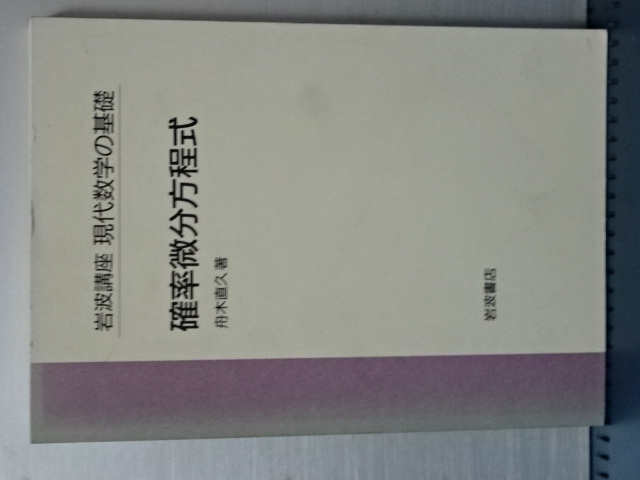 岩波講座 現代数学の基礎
確率微分方程式
舟木直久 著
岩波書店